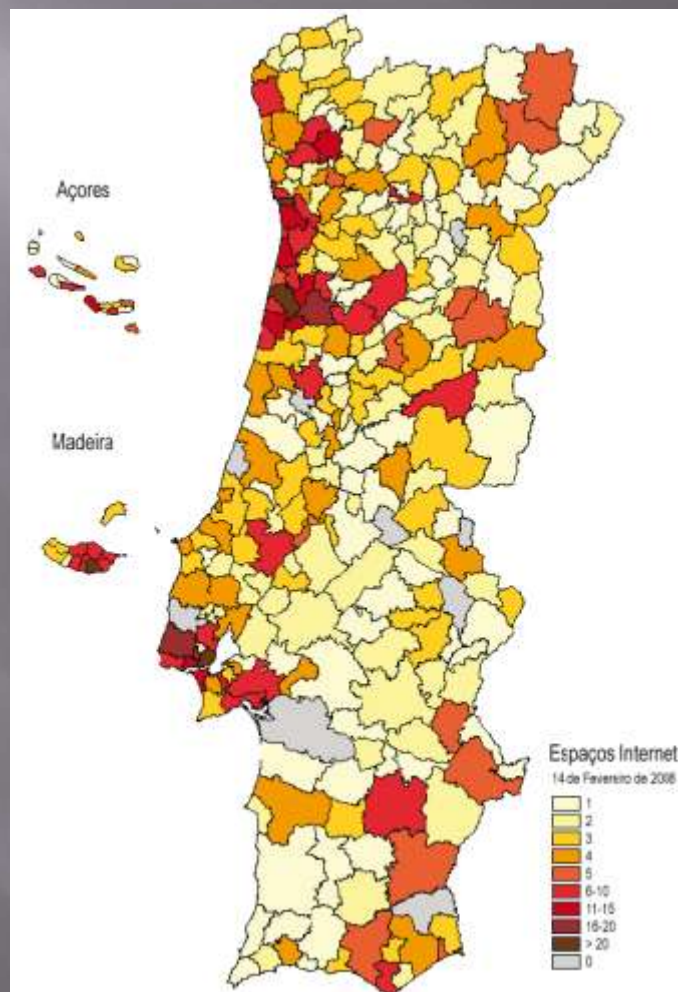 Açores
Madeira
Espaços Internet
14 de Fevereiro de 2008
1
2
3
4
5
6-10
11-15
16-20
> 20
0